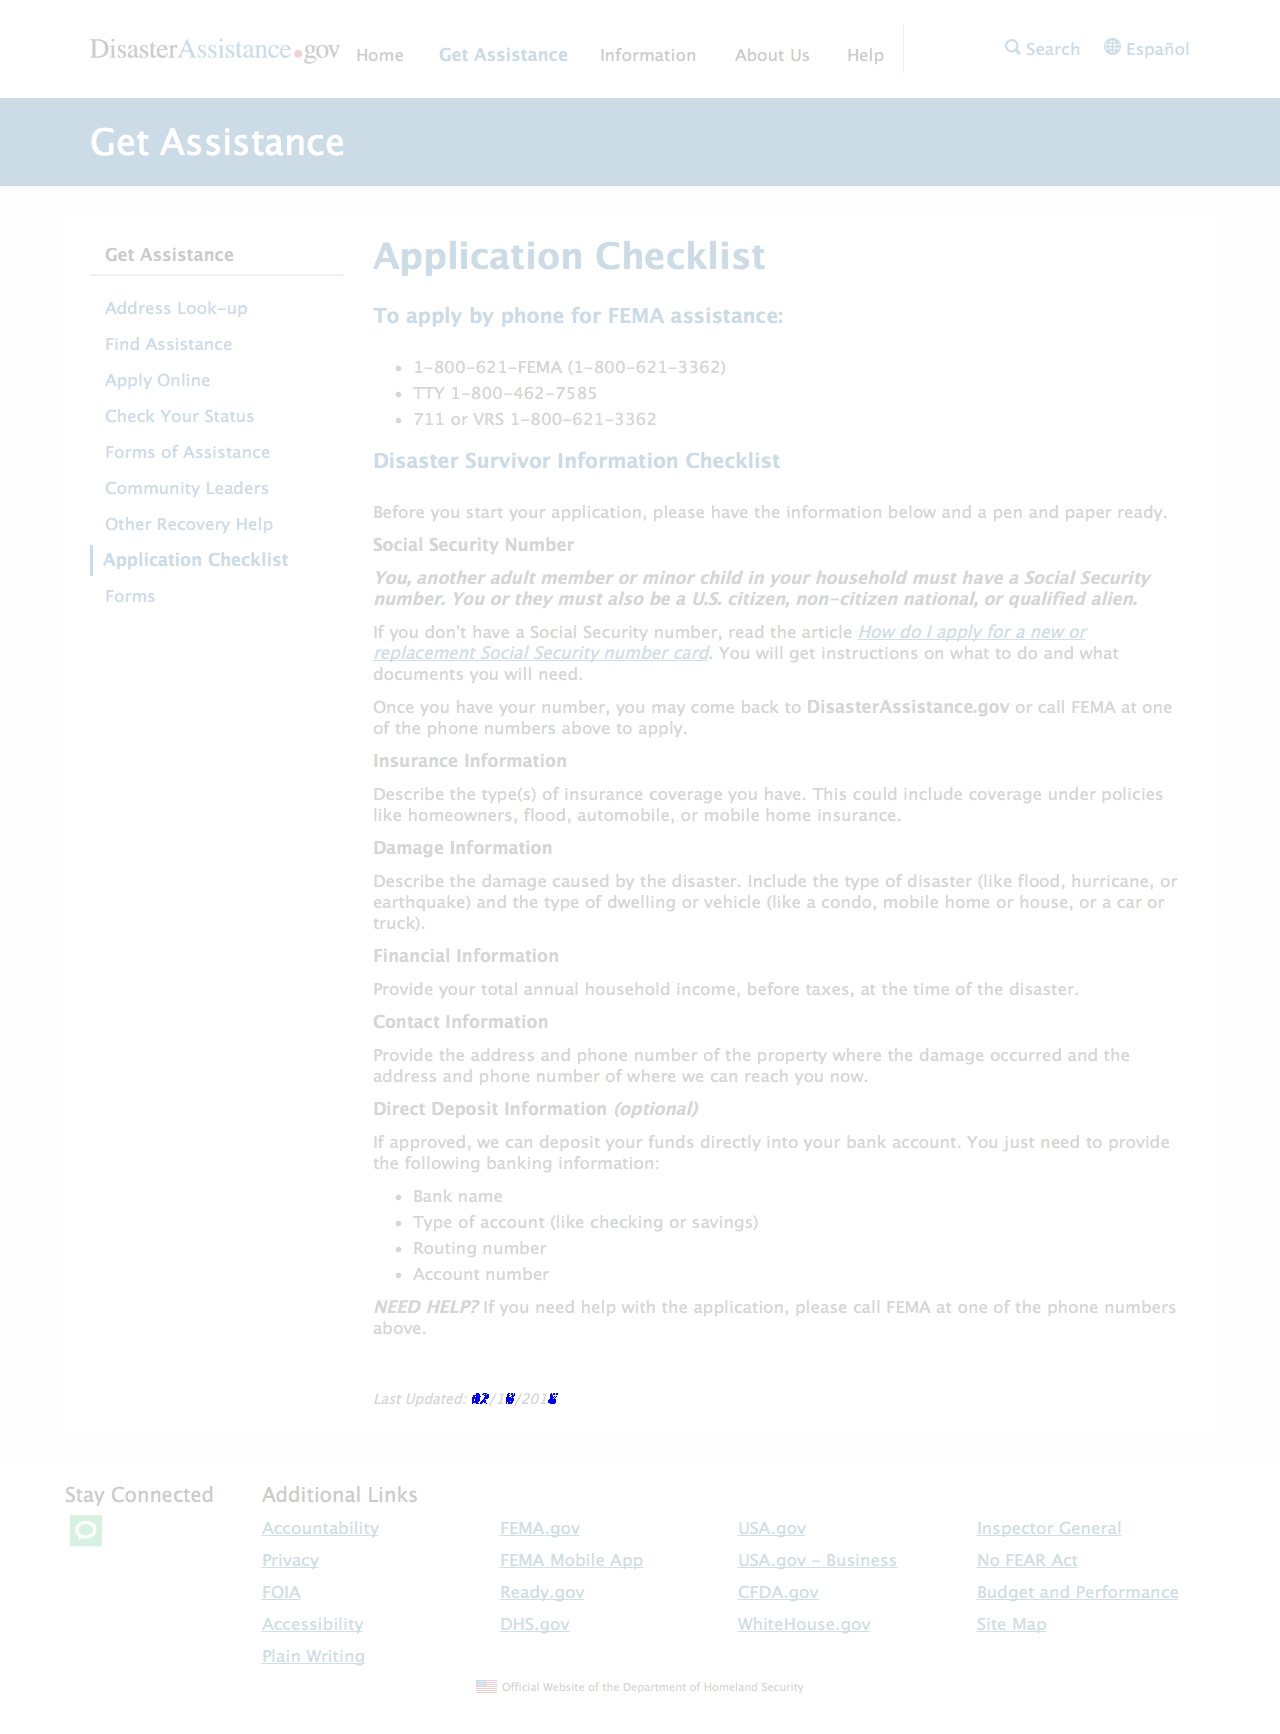 DisasterAssistance.gov
Home Get Assistance Information About Us Help
Search Español
Get Assistance
Get Assistance
Address Look-up
Find Assistance
Apply Online
Check Your Status
Forms of Assistance
Community Leaders
Other Recovery Help
Application Checklist
Forms
Application Checklist
To apply by phone for FEMA assistance:
• 1-800-621-FEMA (1-800-621-3362)
• TTY 1-800-462-7585
• 711 or VRS 1-800-621-3362
Disaster Survivor Information Checklist
Before you start your application, please have the information below and a pen and paper ready.
Social Security Number
You, another adult member or minor child in your household must have a Social Security
number. You or they must also be a U.S. citizen, non-citizen national, or qualified alien.
If you don't have a Social Security number, read the article How do I apply for a new or
replacement Social Security number card. You will get instructions on what to do and what
documents you will need.
Once you have your number, you may come back to DisasterAssistance.gov or call FEMA at one
of the phone numbers above to apply.
Insurance Information
Describe the type(s) of insurance coverage you have. This could include coverage under policies
like homeowners, flood, automobile, or mobile home insurance.
Damage Information
Describe the damage caused by the disaster. Include the type of disaster (like flood, hurricane, or
earthquake) and the type of dwelling or vehicle (like a condo, mobile home or house, or a car or
truck).
Financial Information
Provide your total annual household income, before taxes, at the time of the disaster.
Contact Information
Provide the address and phone number of the property where the damage occurred and the
address and phone number of where we can reach you now.
Direct Deposit Information (optional)
If approved, we can deposit your funds directly into your bank account. You just need to provide
the following banking information:
• Bank name
• Type of account (like checking or savings)
• Routing number
• Account number
NEED HELP? If you need help with the application, please call FEMA at one of the phone numbers
above.
Last Updated:
Stay Connected
Additional Links
Accountability
Privacy
FOIA
Accessibility
Plain Writing
FEMA.gov
FEMA Mobile App
Ready.gov
DHS.gov
USA.gov
USA.gov - Business
CFDA.gov
WhiteHouse.gov
Inspector General
No FEAR Act
Budget and Performance
Site Map
Official Website of the Department of Homeland Security